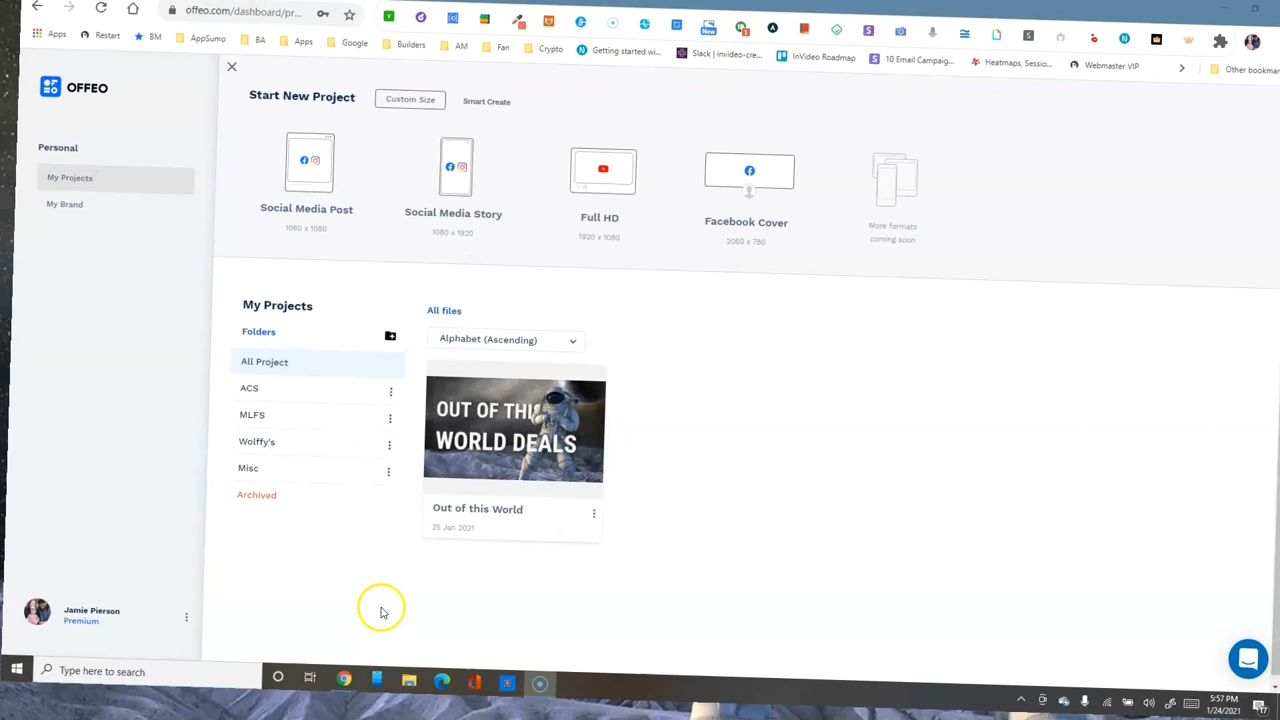 offeo.com/dashboard/pr...
Apps
Restart
BM
AppSumo
BA
Apps
Google
Builders
AM
Fan
Crypto
Getting started wi...
Slack | invideo-cre...
InVideo Roadmap
10 Email Campaig...
Heatmaps, Sessio...
Webmaster VIP
Other bookmar
New
OFFEO
Personal
My Projects
My Brand
Start New Project
Custom Size
Smart Create
Social Media Post
1080 x 1080
Social Media Story
1080 x 1920
Full HD
1920 x 1080
Facebook Cover
2050 x 780
More formats
coming soon
My Projects
Folders
All Project
ACS
MLFS
Wolffy's
Misc
Archived
All files
Alphabet (Ascending)
OUT OF THIS
WORLD DEALS
Out of this World
25 Jan 2021
Jamie Pierson
Premium
Type here to search
5:57 PM
1/24/2021
17